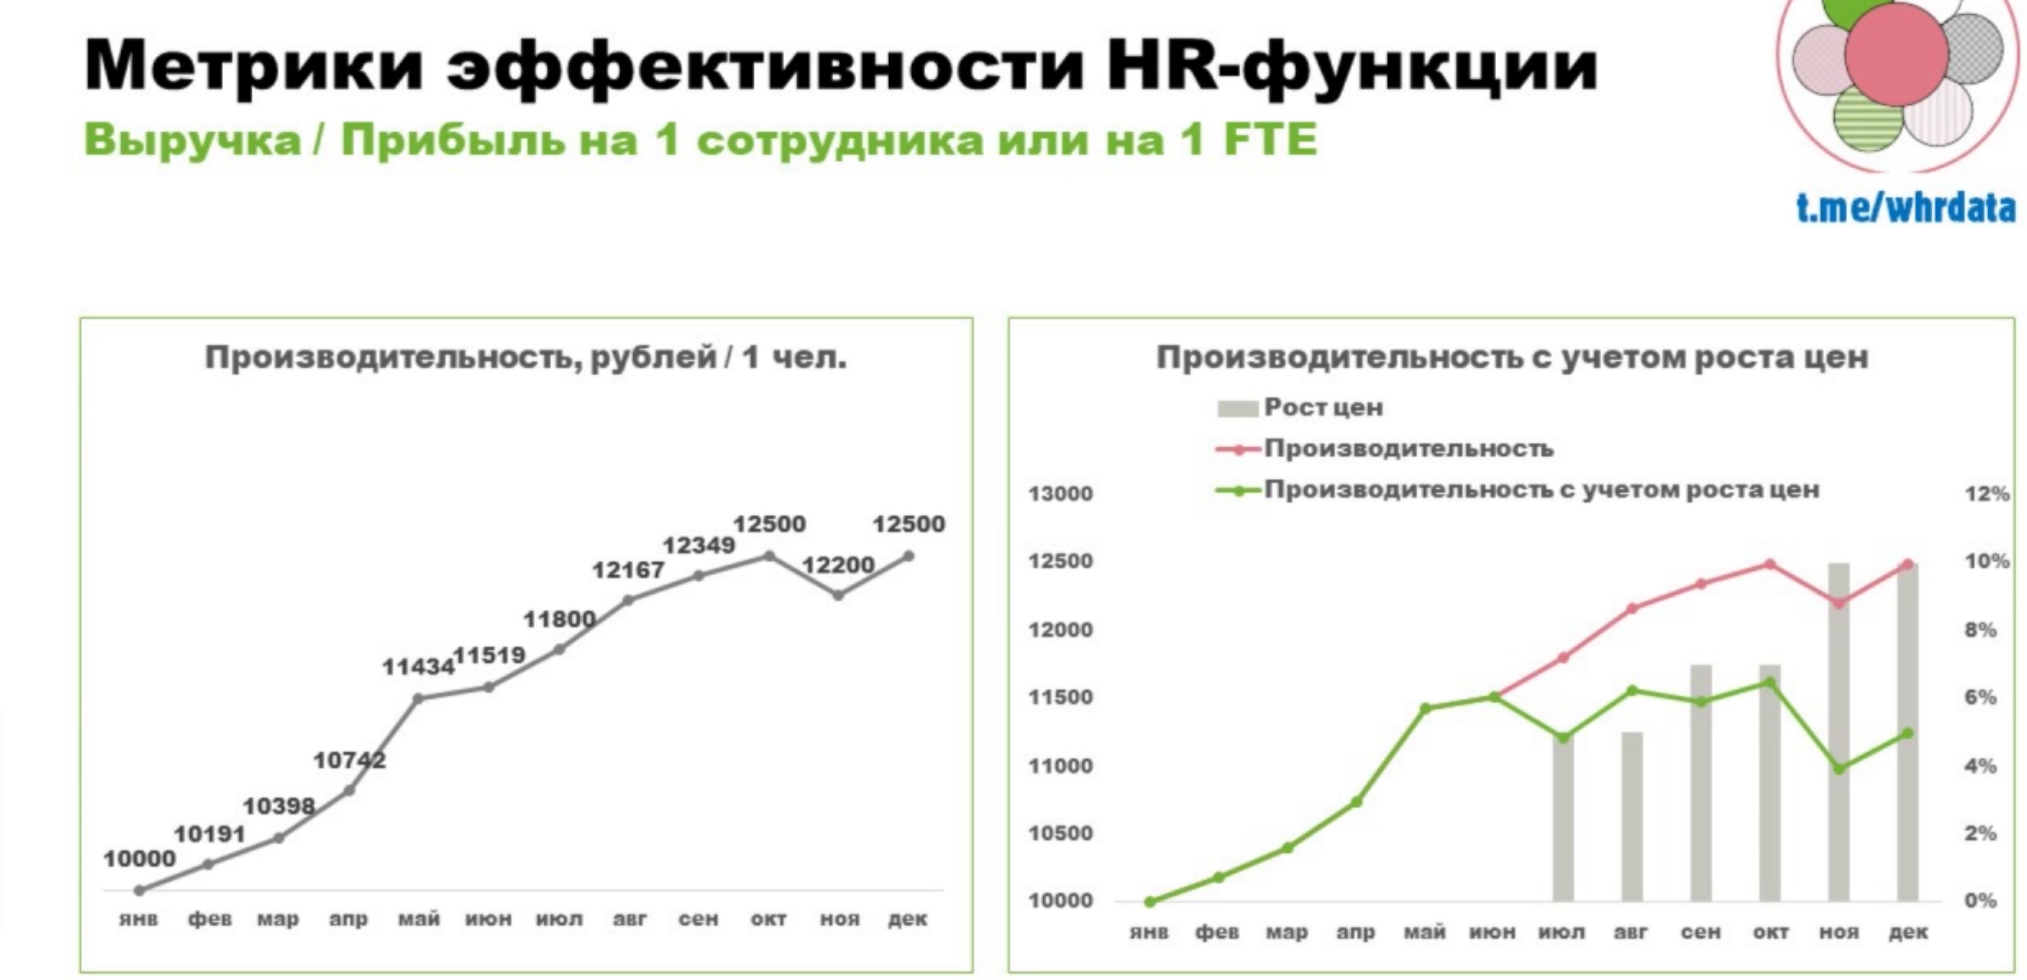 Метрики эффективности HR-функции
Выручка / Прибыль на 1 сотрудника или на 1 FTE
t.me/whrdata
Производительность, рублей / 1 чел.
10000
10191
10398
10742
11434
11519
11800
12167
12349
12500
12200
12500
янв фев мар апр май июн июл авг сен окт ноя дек
Производительность с учетом роста цен
Рост цен
Производительность
Производительность с учетом роста цен
13000
12500
12000
11500
11000
10500
10000
12%
10%
8%
6%
4%
2%
0%
янв фев мар апр май июн июл авг сен окт ноя дек